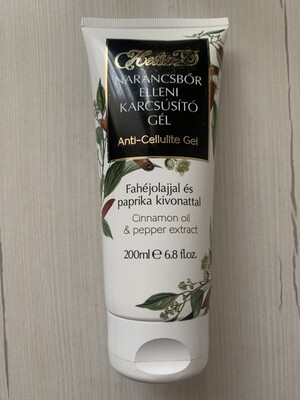 Helia-D
NARANCSBŐR
ELLENI
KARCSÚSÍTÓ
GÉL
Anti-Cellulite Gel
Fahéjolajjal és
paprika kivonattal
Cinnamon oil
& pepper extract
200ml e 6.8 fl.oz.